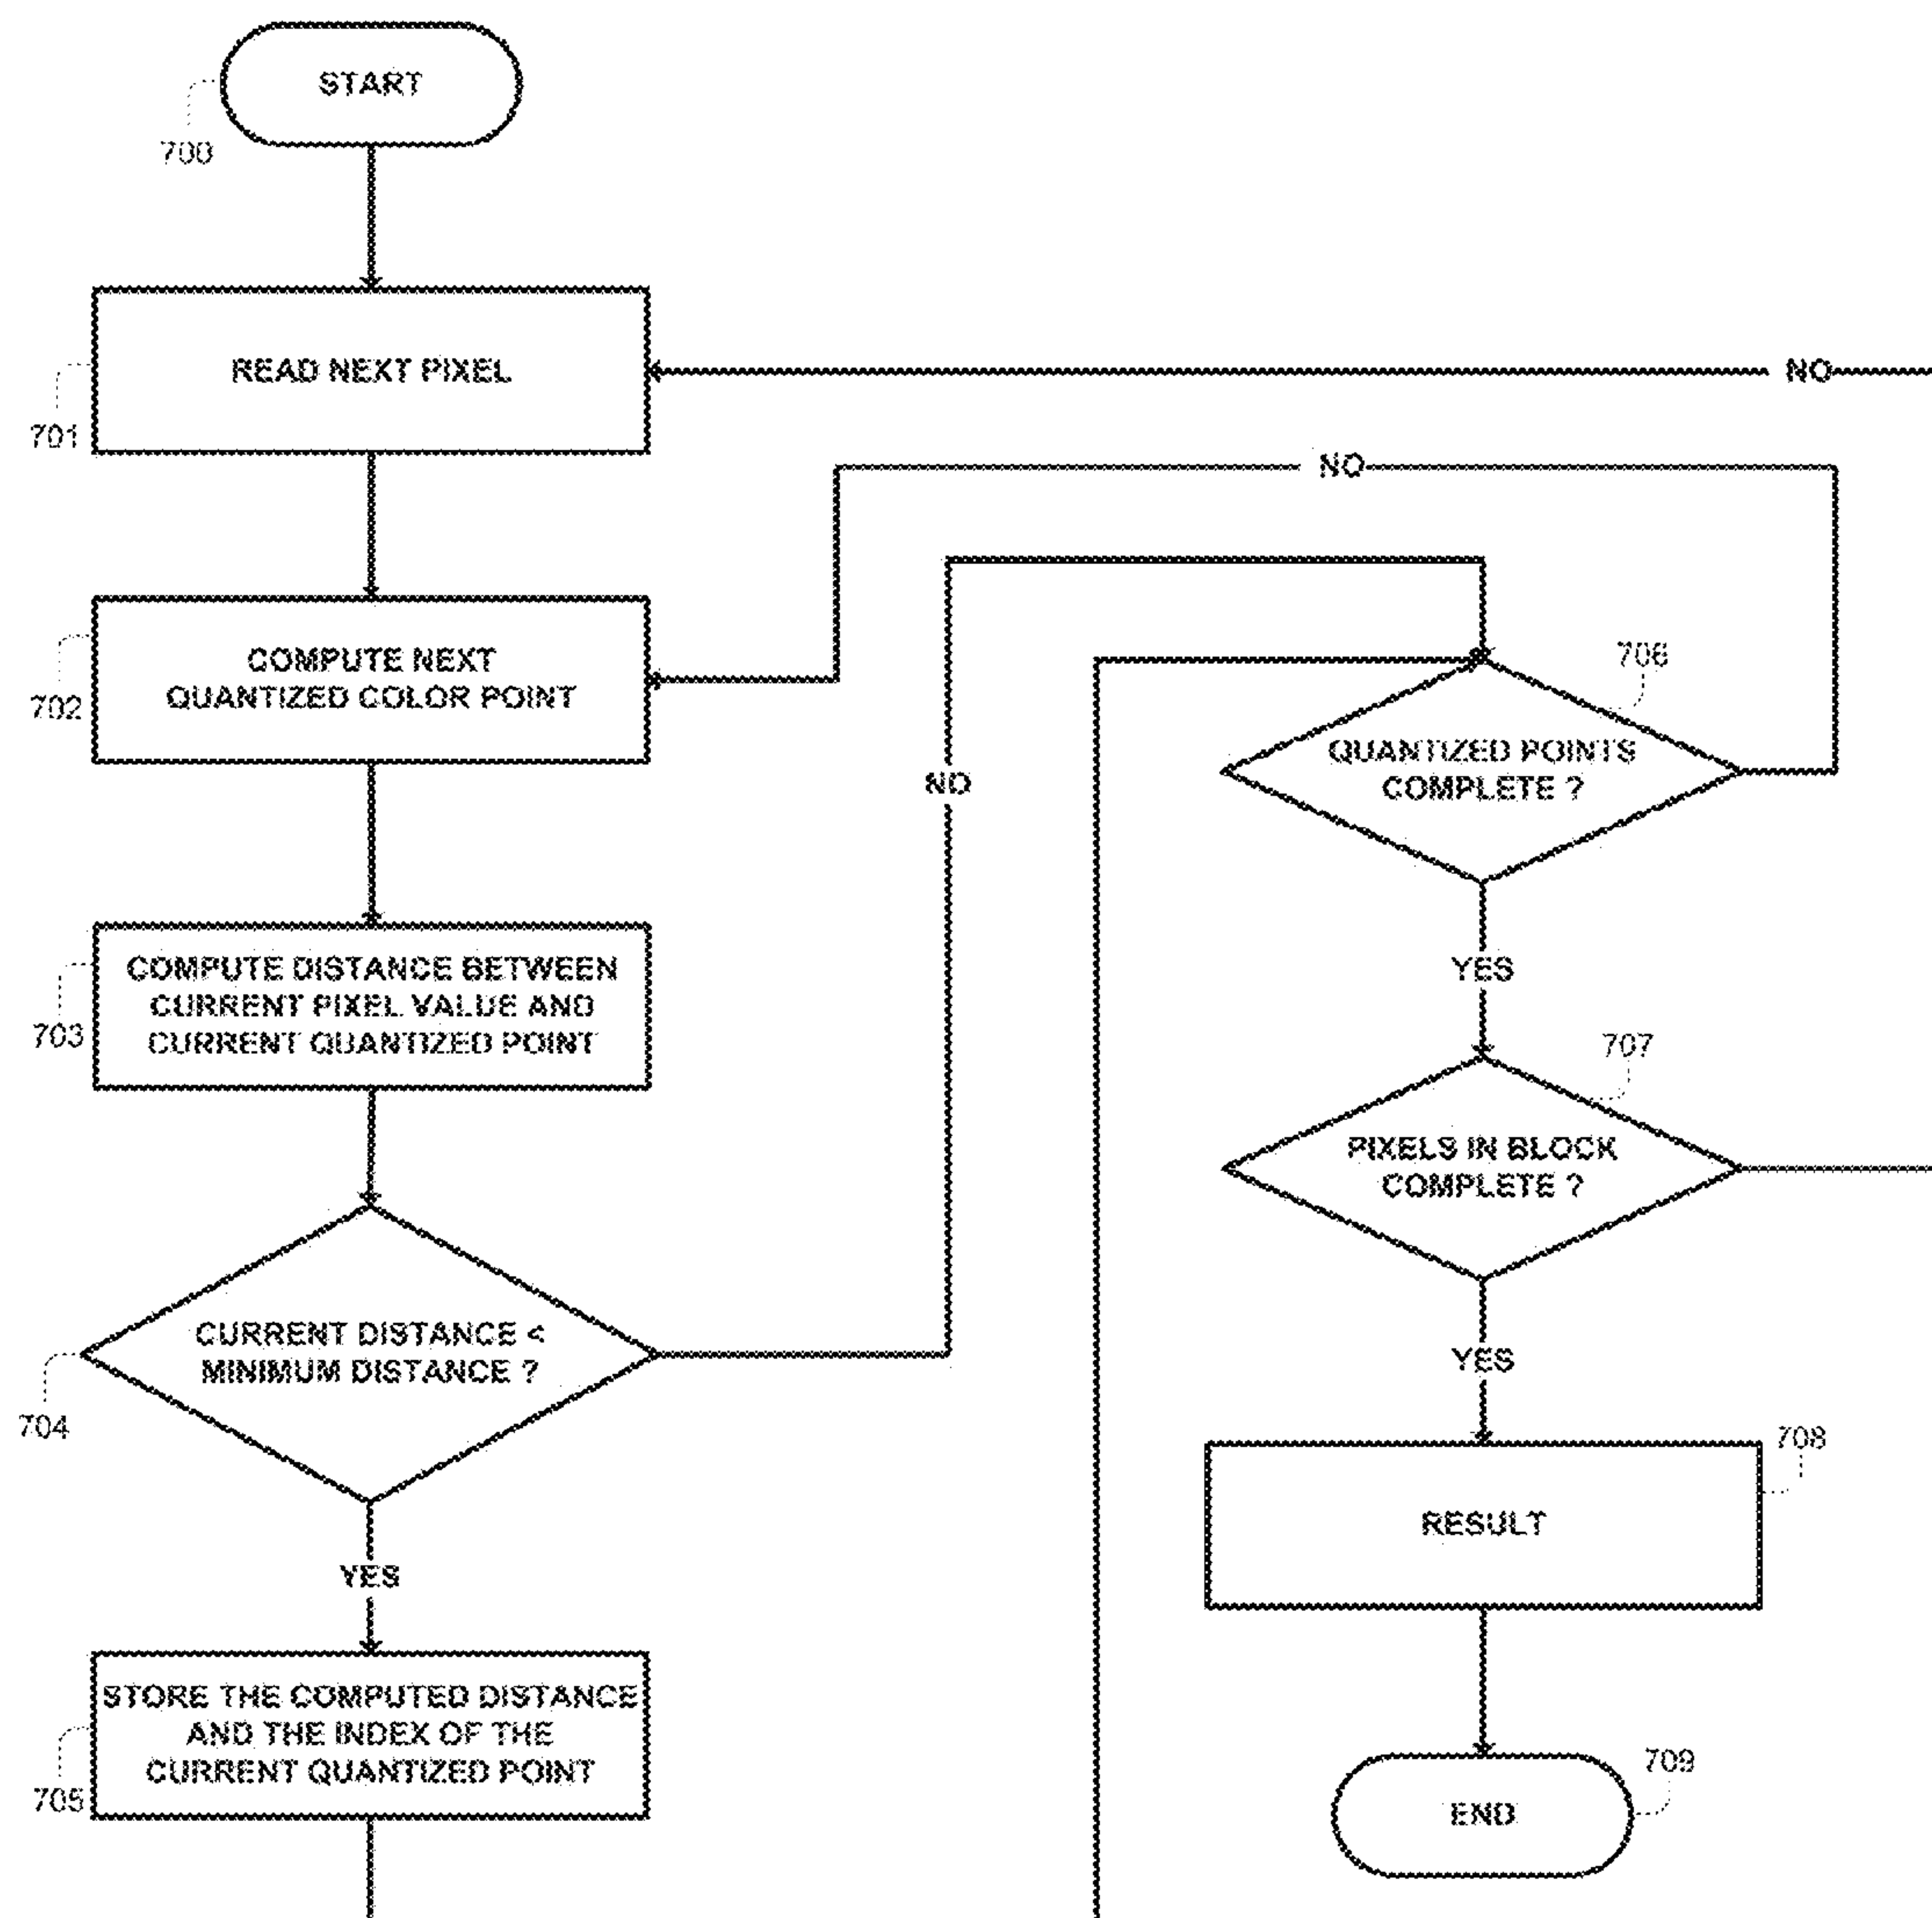 START
700
READ NEXT PIXEL
701
NO
NO
COMPUTE NEXT
QUANTIZED COLOR POINT
702
706
QUANTIZED POINTS
COMPLETE ?
NO
COMPUTE DISTANCE BETWEEN
CURRENT PIXEL VALUE AND
CURRENT QUANTIZED POINT
703
YES
707
PIXELS IN BLOCK
COMPLETE ?
CURRENT DISTANCE <
MINIMUM DISTANCE ?
704
YES
708
RESULT
YES
STORE THE COMPUTED DISTANCE
AND THE INDEX OF THE
CURRENT QUANTIZED POINT
705
709
END